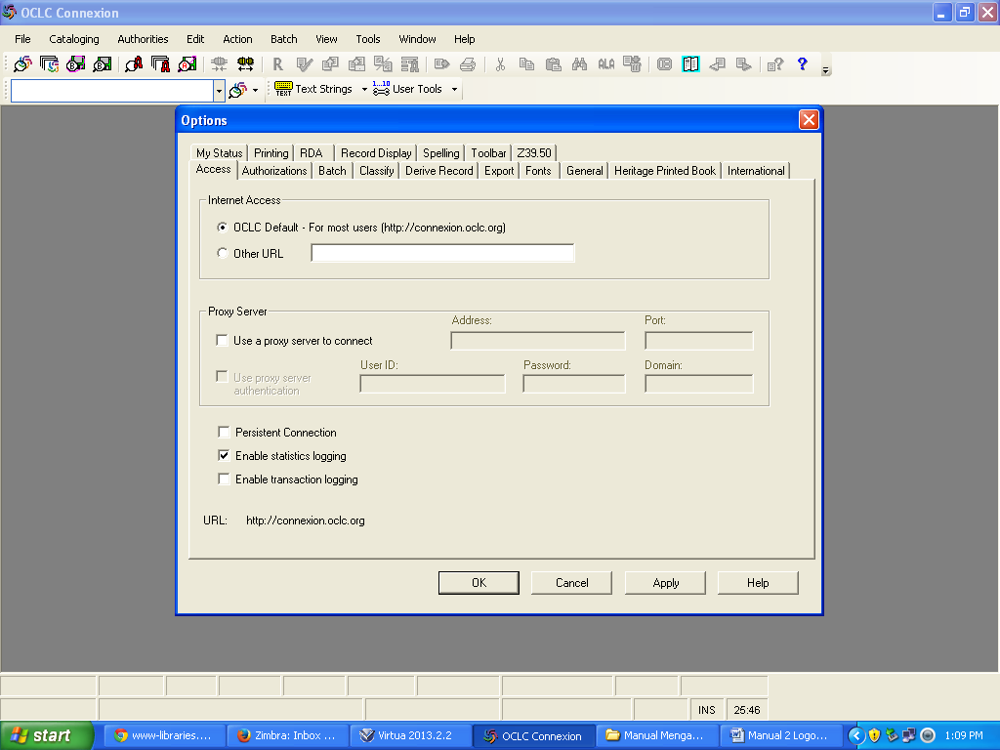 OCLC Connexion
File Cataloging Authorities Edit Action Batch View Tools Window Help
R ALA ?
TEXT Text Strings User Tools
Options
My Status Printing RDA Record Display Spelling Toolbar Z39.50
Access Authorizations Batch Classify Derive Record Export Fonts General Heritage Printed Book International
Internet Access
OCLC Default - For most users (http://connexion.oclc.org)
Other URL
Proxy Server
Address: Port:
Use a proxy server to connect
User ID: Password: Domain:
Use proxy server
authentication
Persistent Connection
Enable statistics logging
Enable transaction logging
URL: http://connexion.oclc.org
OK Cancel Apply Help
INS 25:46
start www-libraries.... Zimbra: Inbox ... Virtua 2013.2.2 OCLC Connexion Manual Menga... Manual 2 Logo... 1:09 PM